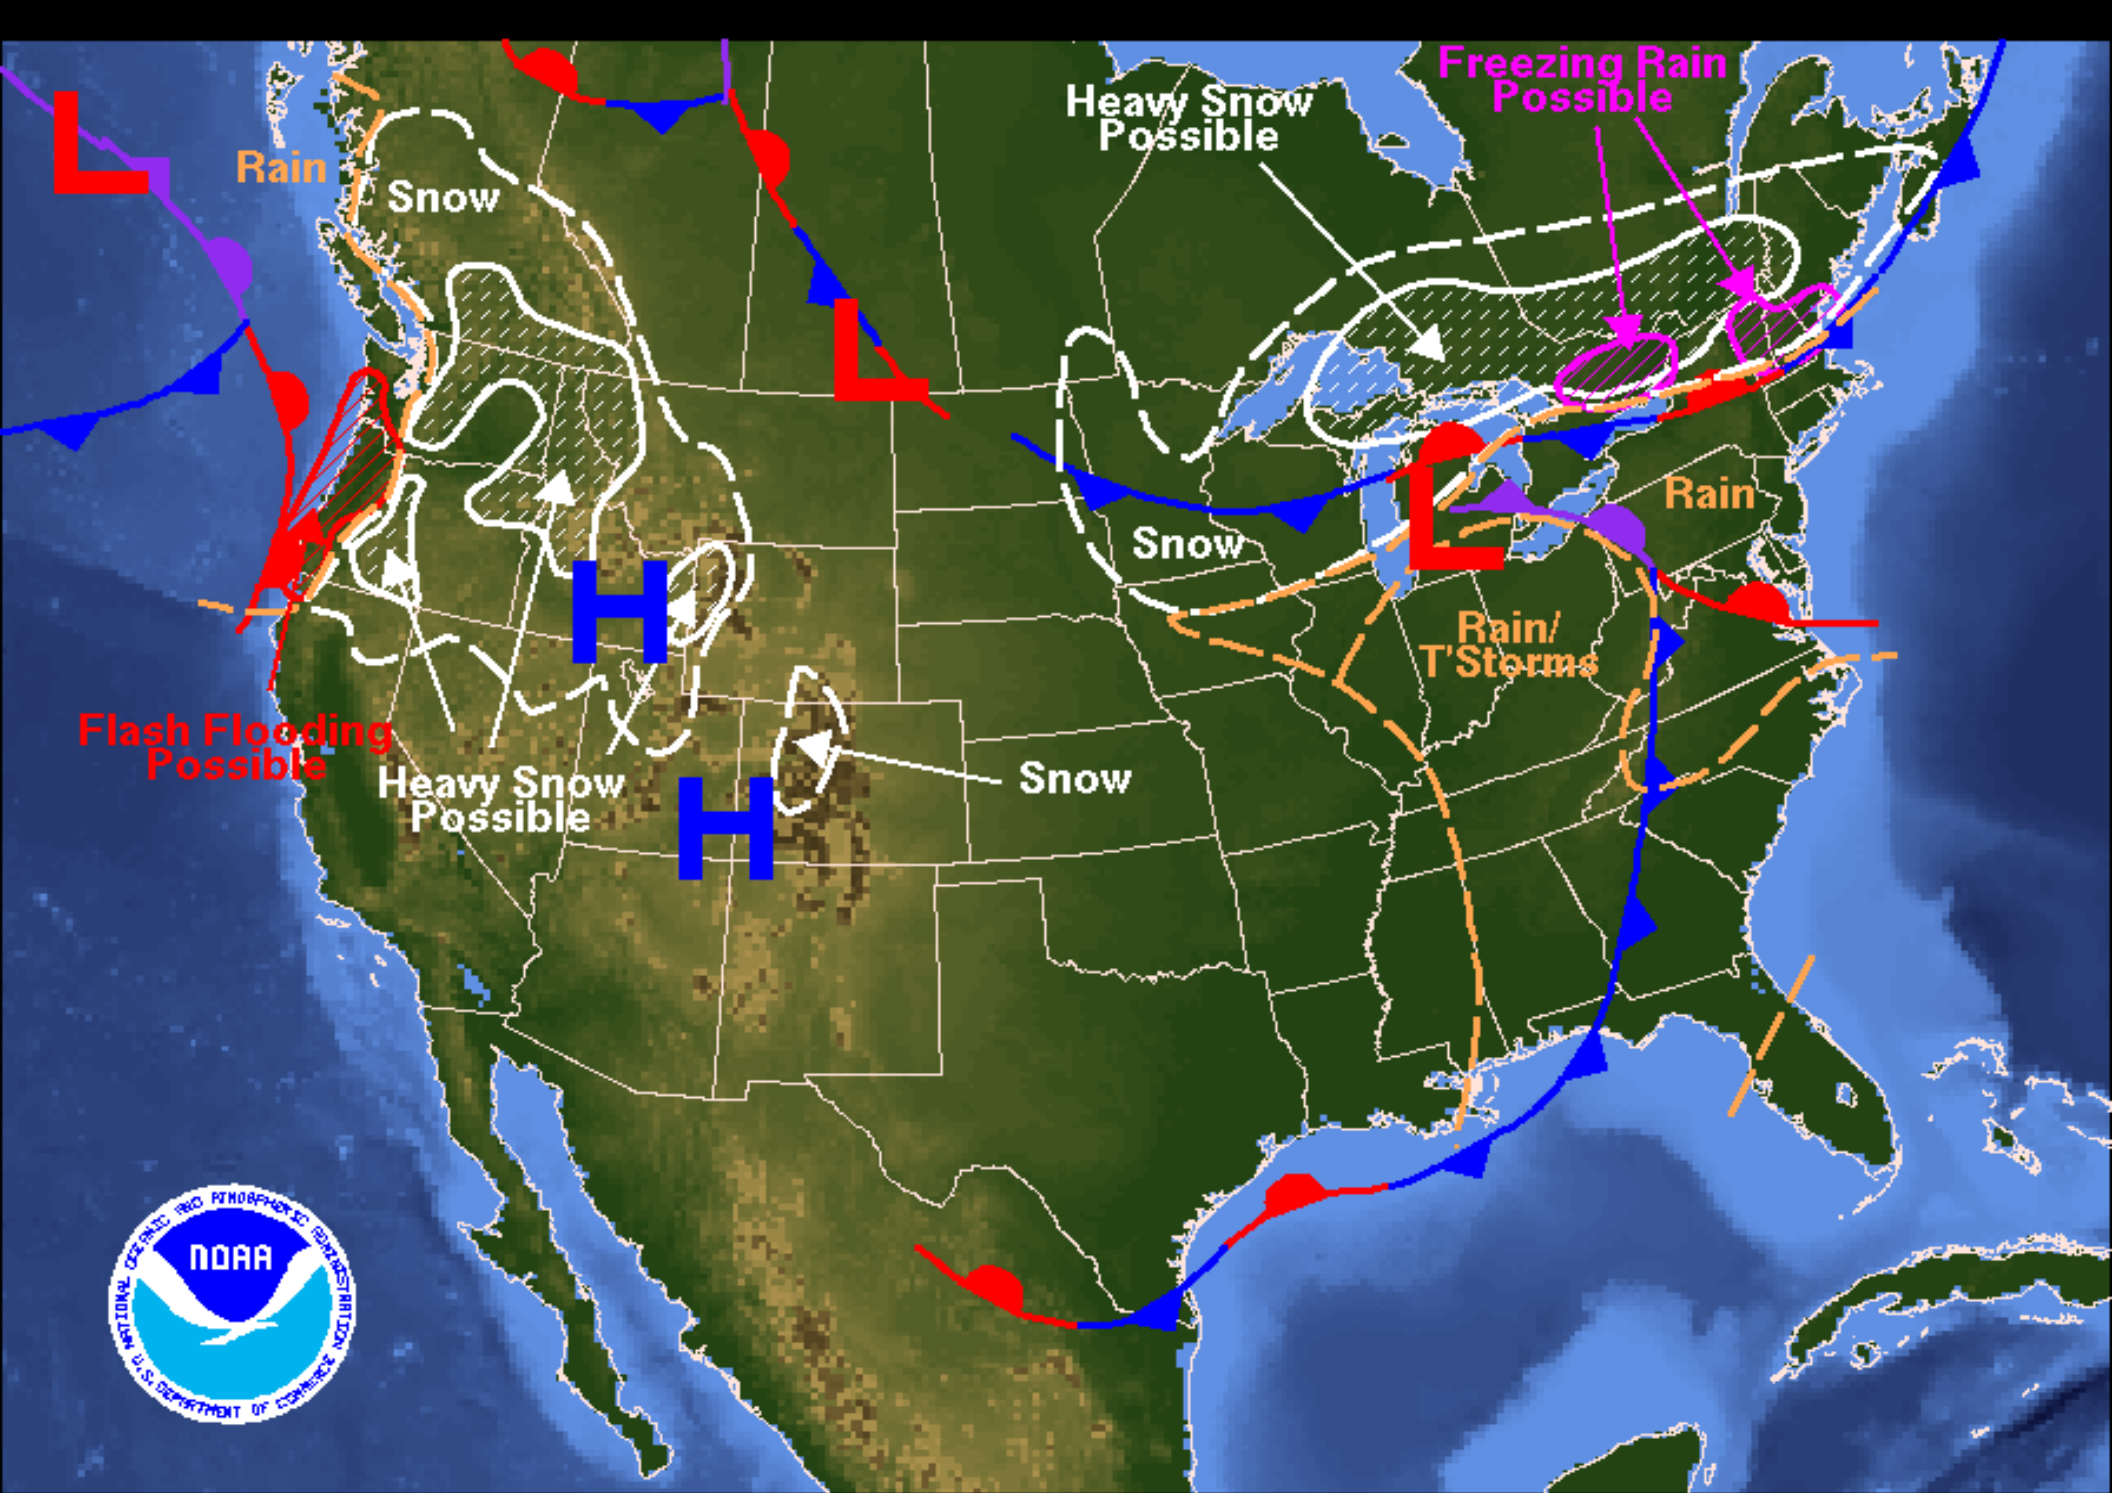 Freezing Rain
Possible
Heavy Snow
Possible
L
Rain
Snow
L
L
Rain
Snow
H
Rain/
T'Storms
Flash Flooding
Possible
Heavy Snow
Possible
Snow
H
NATIONAL OCEANIC AND ATMOSPHERIC ADMINISTRATION
NOAA
U.S. DEPARTMENT OF COMMERCE